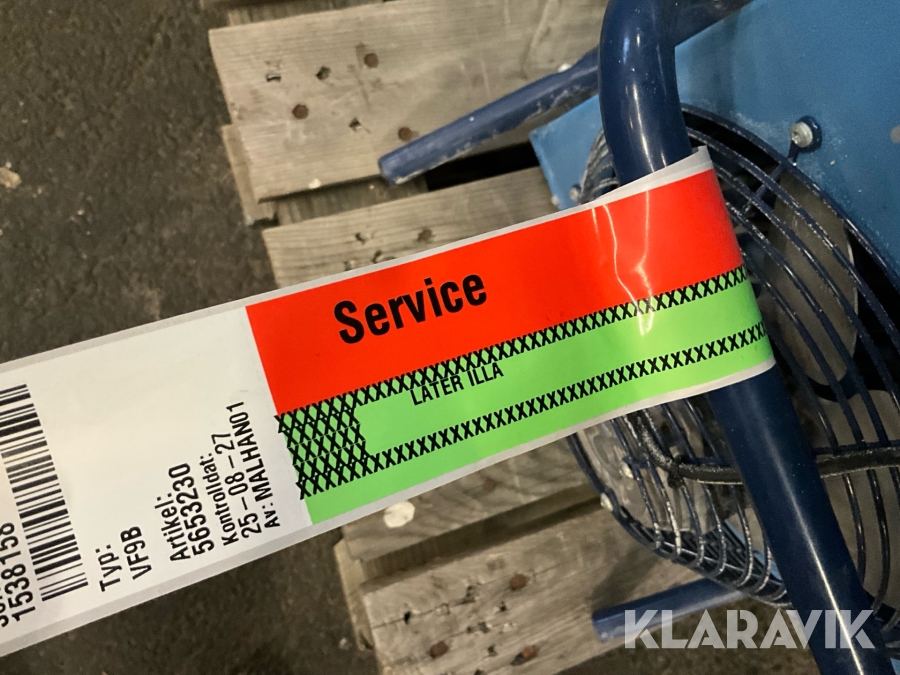 Service
LÅTER ILLA
1538158
Typ:
VF9B
Artikel:
5653230
Kontrolldat:
25-08-27
Av: MALHAN01
KLARAVIK